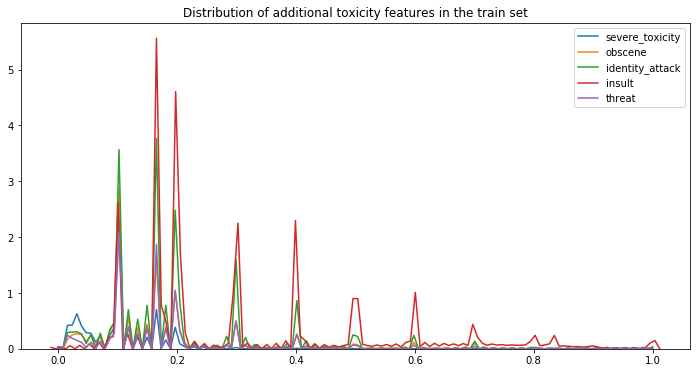 Distribution of additional toxicity features in the train set
severe_toxicity
obscene
identity_attack
insult
threat
5
4
3
2
1
0
0.0 0.2 0.4 0.6 0.8 1.0